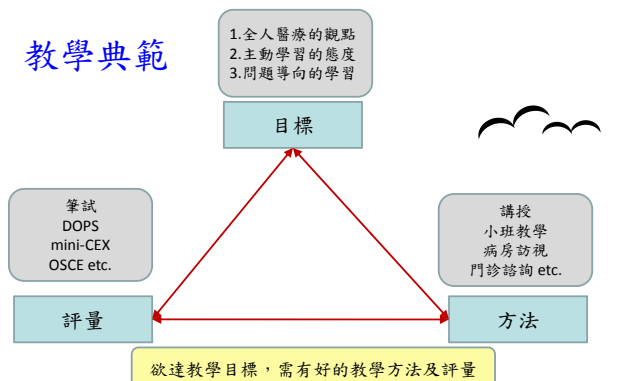 教學典範
1.全人醫療的觀點
2.主動學習的態度
3.問題導向的學習
目標
筆試
DOPS
mini-CEX
OSCE etc.
評量
講授
小班教學
病房訪視
門診諮詢 etc.
方法
欲達教學目標，需有好的教學方法及評量